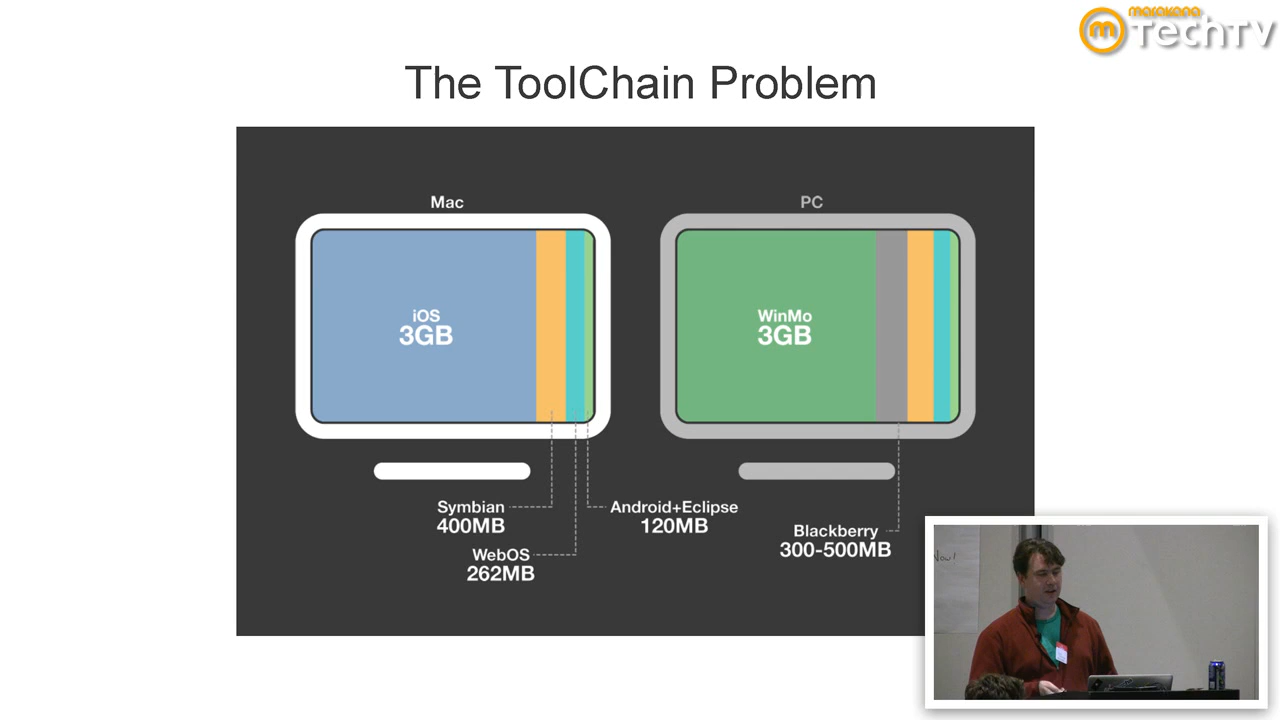 marakana
m TechTV
The ToolChain Problem
Mac
PC
iOS
3GB
WinMo
3GB
Symbian
400MB
Android+Eclipse
120MB
WebOS
262MB
Blackberry
300-500MB
Now!